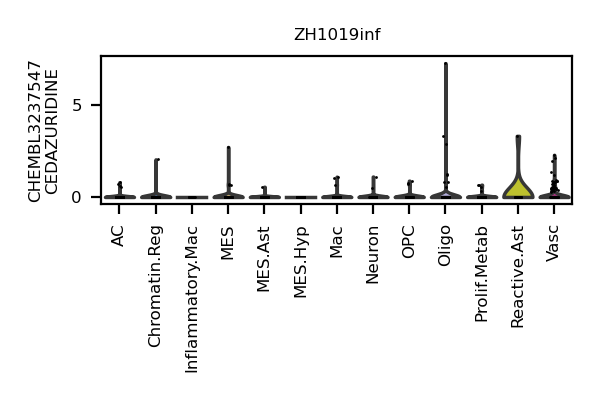 ZH1019inf
CHEMBL3237547
CEDAZURIDINE
5
0
AC
Chromatin.Reg
Inflammatory.Mac
MES
MES.Ast
MES.Hyp
Mac
Neuron
OPC
Oligo
Prolif.Metab
Reactive.Ast
Vasc